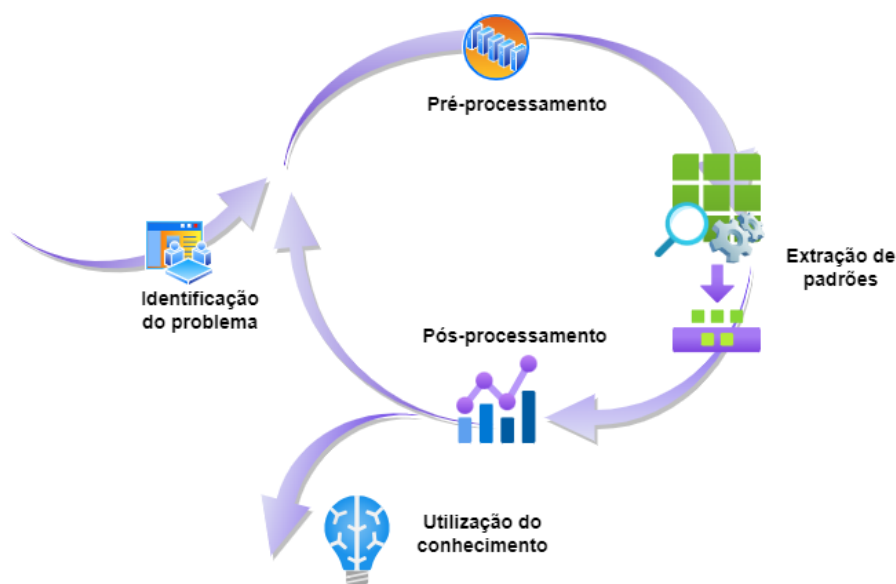 Pré-processamento
Extração de
padrões
Identificação
do problema
Pós-processamento
Utilização do
conhecimento